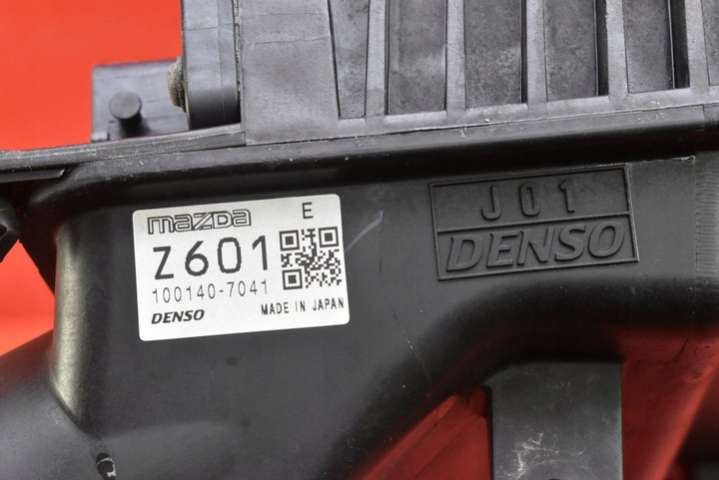 mazda E
Z601
100140-7041
DENSO MADE IN JAPAN
J01
DENSO